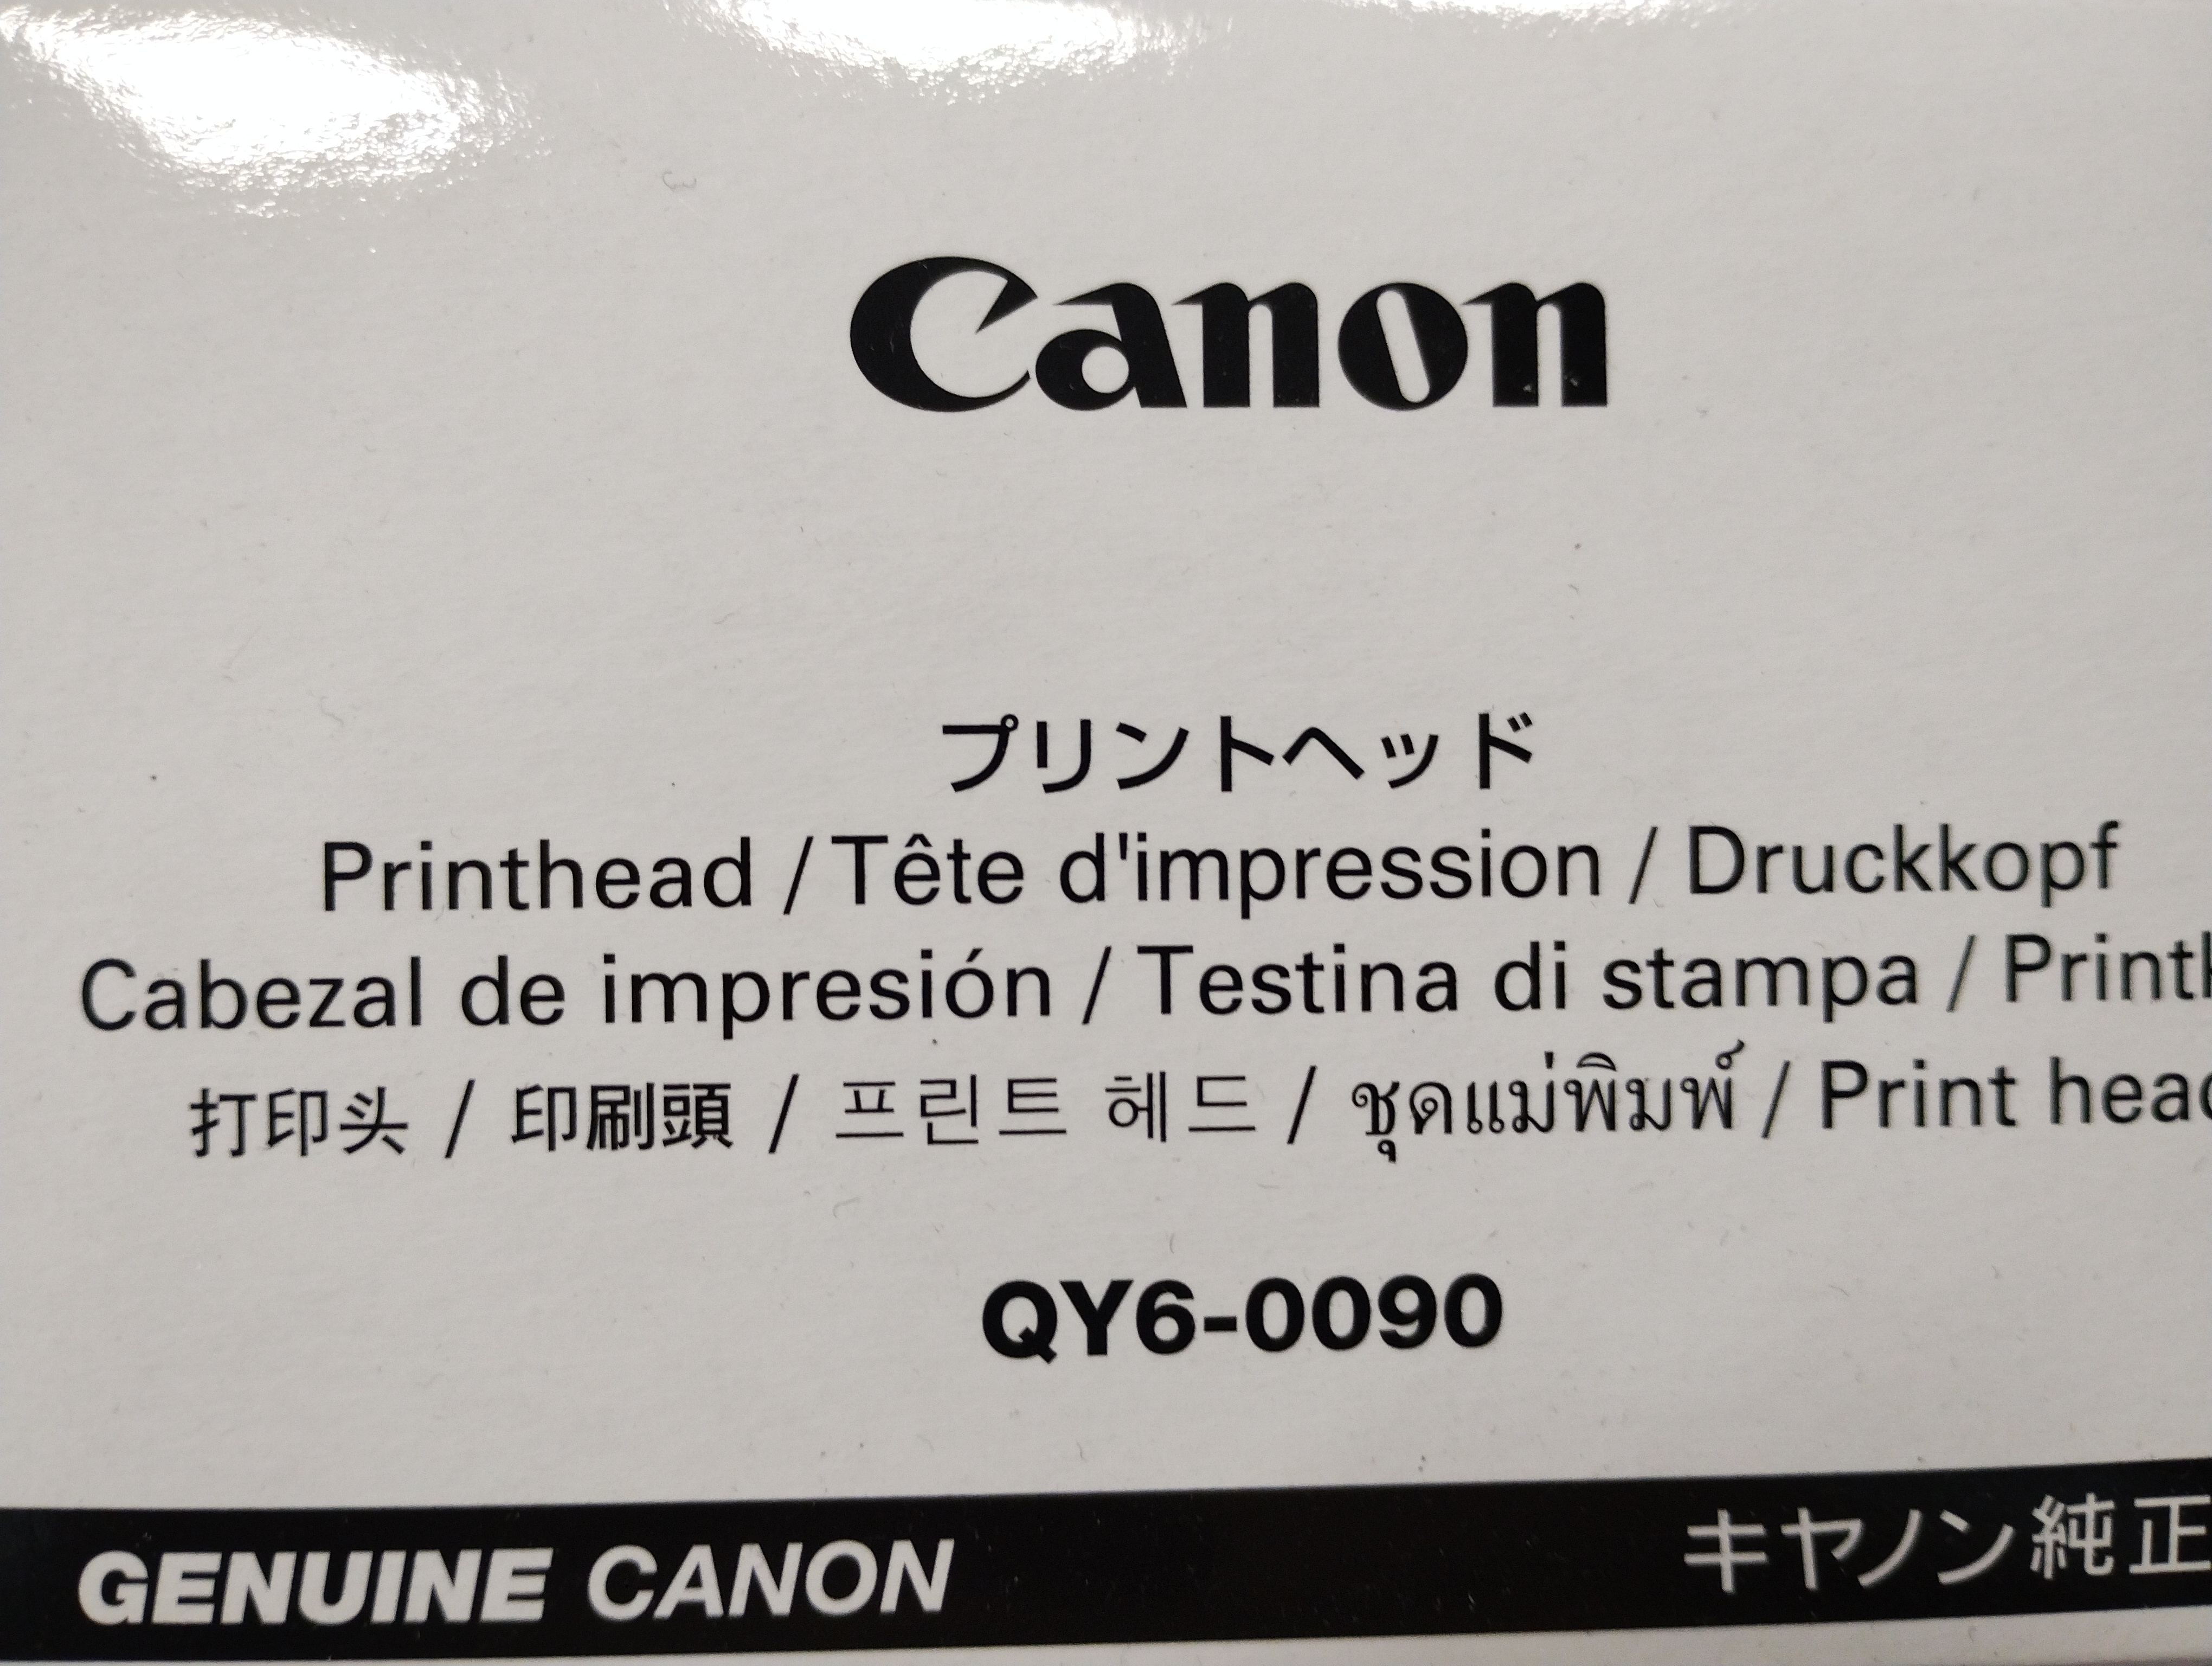 Canon
プリントヘッド
Printhead / Tête d'impression / Druckkopf
Cabezal de impresión / Testina di stampa /
打印头 / 印刷頭 / 프린트 헤드 / ชุดแม่พิมพ์ / Print
QY6-0090
GENUINE CANON
キヤノン純正